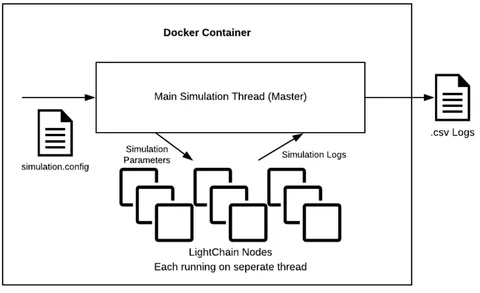 Docker Container
Main Simulation Thread (Master)
simulation.config
.csv Logs
Simulation
Parameters
Simulation Logs
LightChain Nodes
Each running on seperate thread